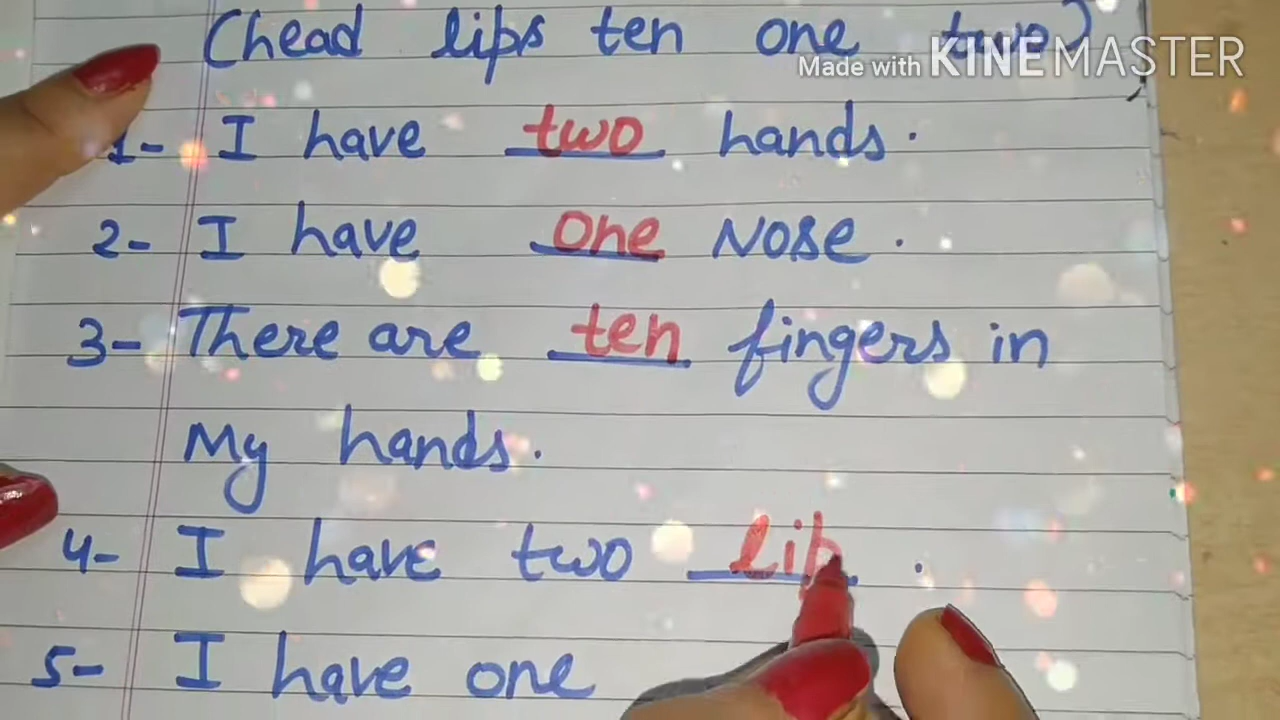 (head lips ten one two)
Made with KINEMASTER
1- I have two hands.
2- I have one Nose.
3- There are ten fingers in
My hands.
4- I have two lip .
5- I have one